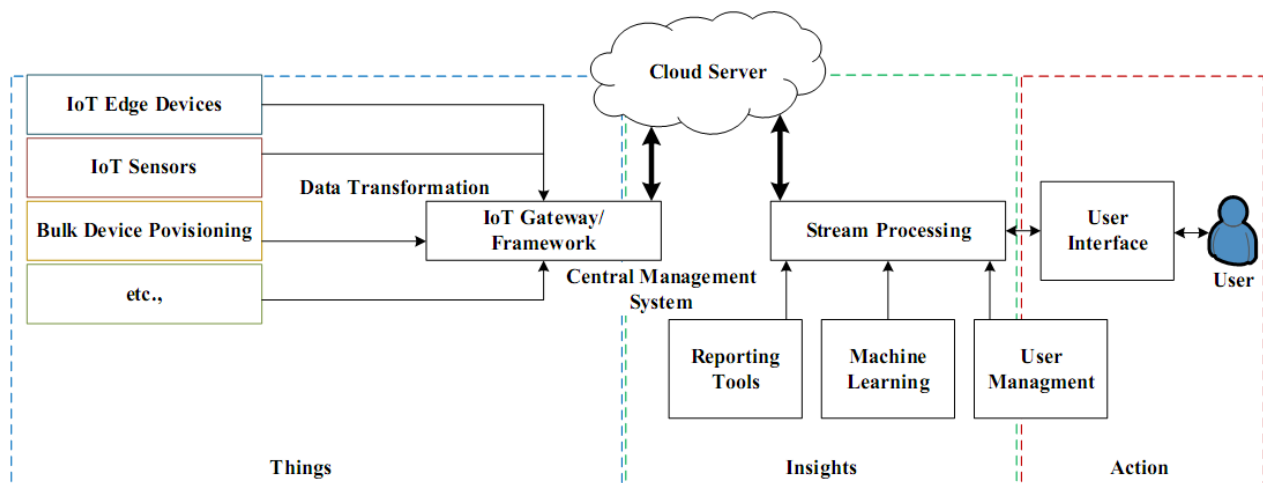 Cloud Server
IoT Edge Devices
IoT Sensors
Data Transformation
Bulk Device Povisioning
IoT Gateway/
Framework
Stream Processing
User
Interface
User
etc.,
Central Management
System
Reporting
Tools
Machine
Learning
User
Managment
Things
Insights
Action